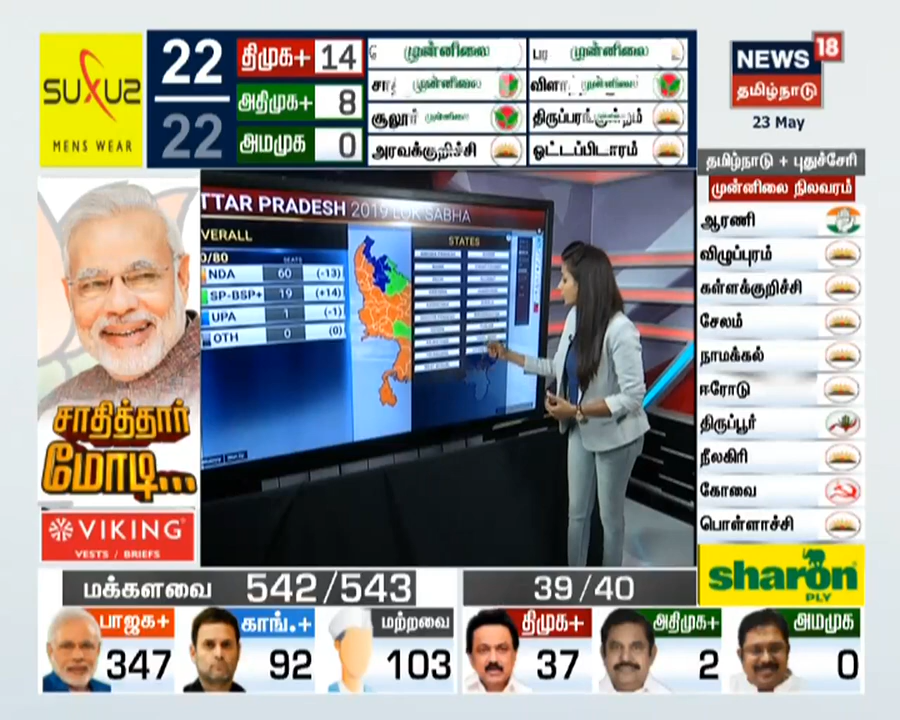 SUXUS
MENS WEAR
22
22
திமுக+ 14
அதிமுக+ 8
அமமுக 0
முன்னிலை
முன்னிலை
முன்னிலை
முன்னிலை
சூலூர்
அரவக்குறிச்சி
ஒட்டப்பிடாரம்
NEWS 18
தமிழ்நாடு
23 May
தமிழ்நாடு + புதுச்சேரி
முன்னிலை நிலவரம்
ஆரணி
விழுப்புரம்
கள்ளக்குறிச்சி
சேலம்
நாமக்கல்
ஈரோடு
திருப்பூர்
நீலகிரி
கோவை
பொள்ளாச்சி
TTAR PRADESH 2019 LOK SABHA
VERALL
0/80 SEATS
NDA 60 (-13)
SP-BSP+ 19 (+14)
UPA 1 (-1)
OTH 0 (0)
STATES
சாதித்தார்
மோடி...
VIKING
VESTS / BRIEFS
sharon
PLY
மக்களவை 542/543
39/40
பாஜக+ 347
காங்.+ 92
மற்றவை 103
திமுக+ 37
அதிமுக+ 2
அமமுக 0